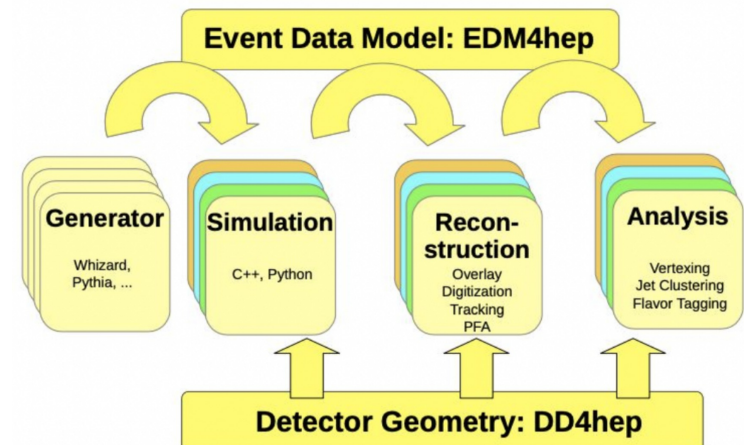 Event Data Model: EDM4hep
Generator
Whizard,
Pythia, ...
Simulation
C++, Python
Recon-
struction
Overlay
Digitization
Tracking
PFA
Analysis
Vertexing
Jet Clustering
Flavor Tagging
Detector Geometry: DD4hep